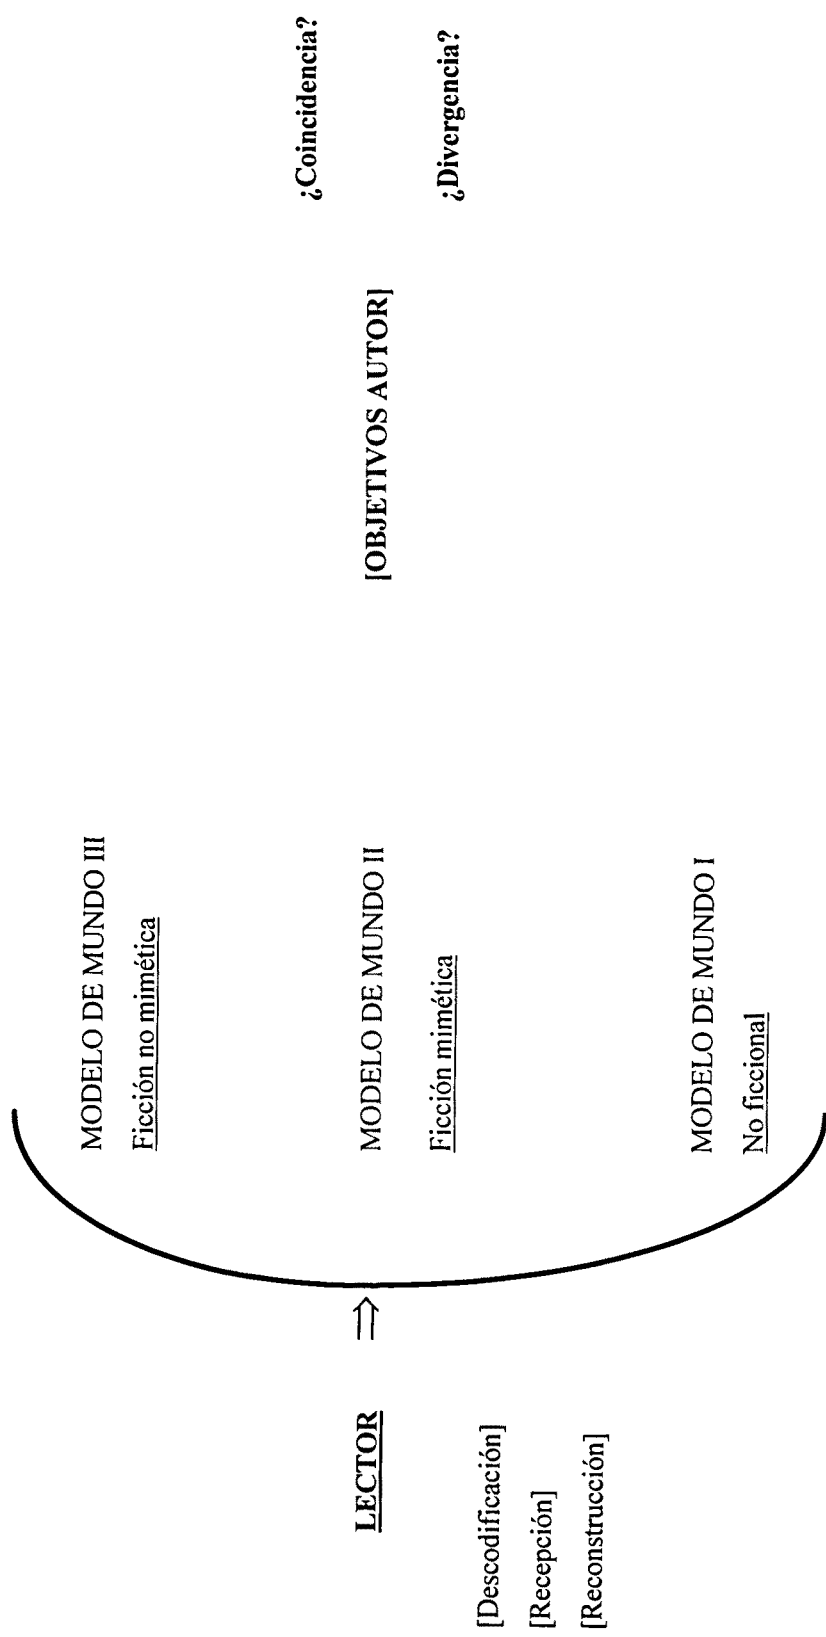 MODELO DE MUNDO III
Ficción no mimética
¿Coincidencia?
LECTOR ⇒ MODELO DE MUNDO II [OBJETIVOS AUTOR]
Ficción mimética
¿Divergencia?
[Descodificación]
[Recepción]
[Reconstrucción]
MODELO DE MUNDO I
No ficcional